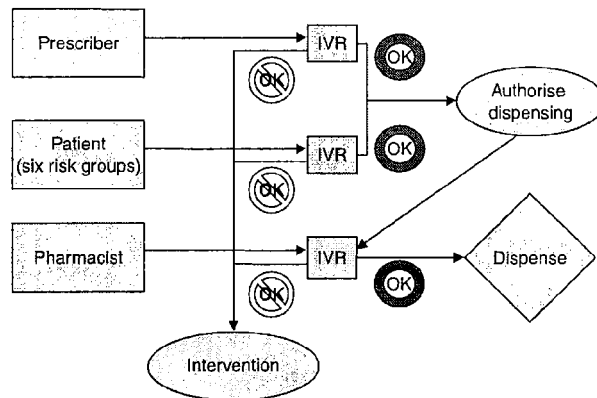 Prescriber
IVR
OK
OK
Authorise
dispensing
Patient
(six risk groups)
IVR
OK
OK
Pharmacist
IVR
OK
OK
Dispense
Intervention